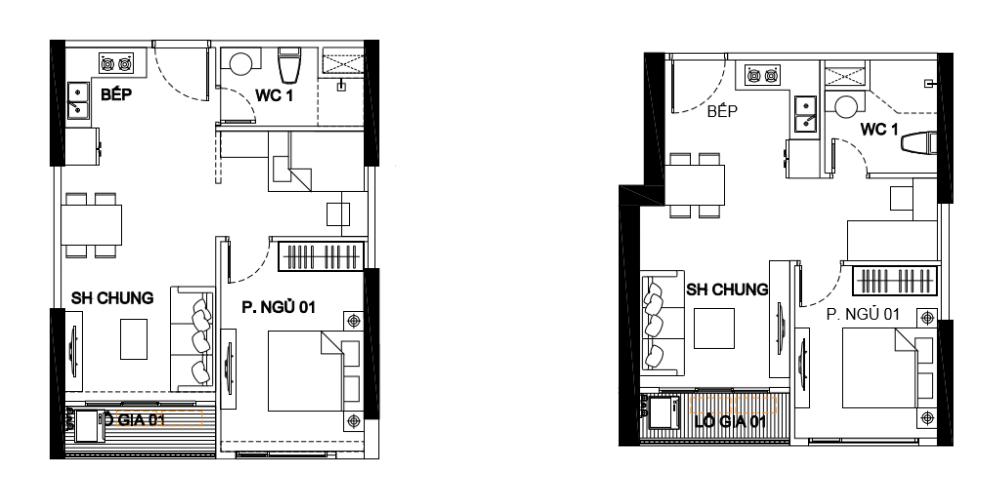 BẾP
WC 1
SH CHUNG
P. NGỦ 01
GIA 01
BẾP
WC 1
SH CHUNG
P. NGỦ 01
LÔ GIA 01